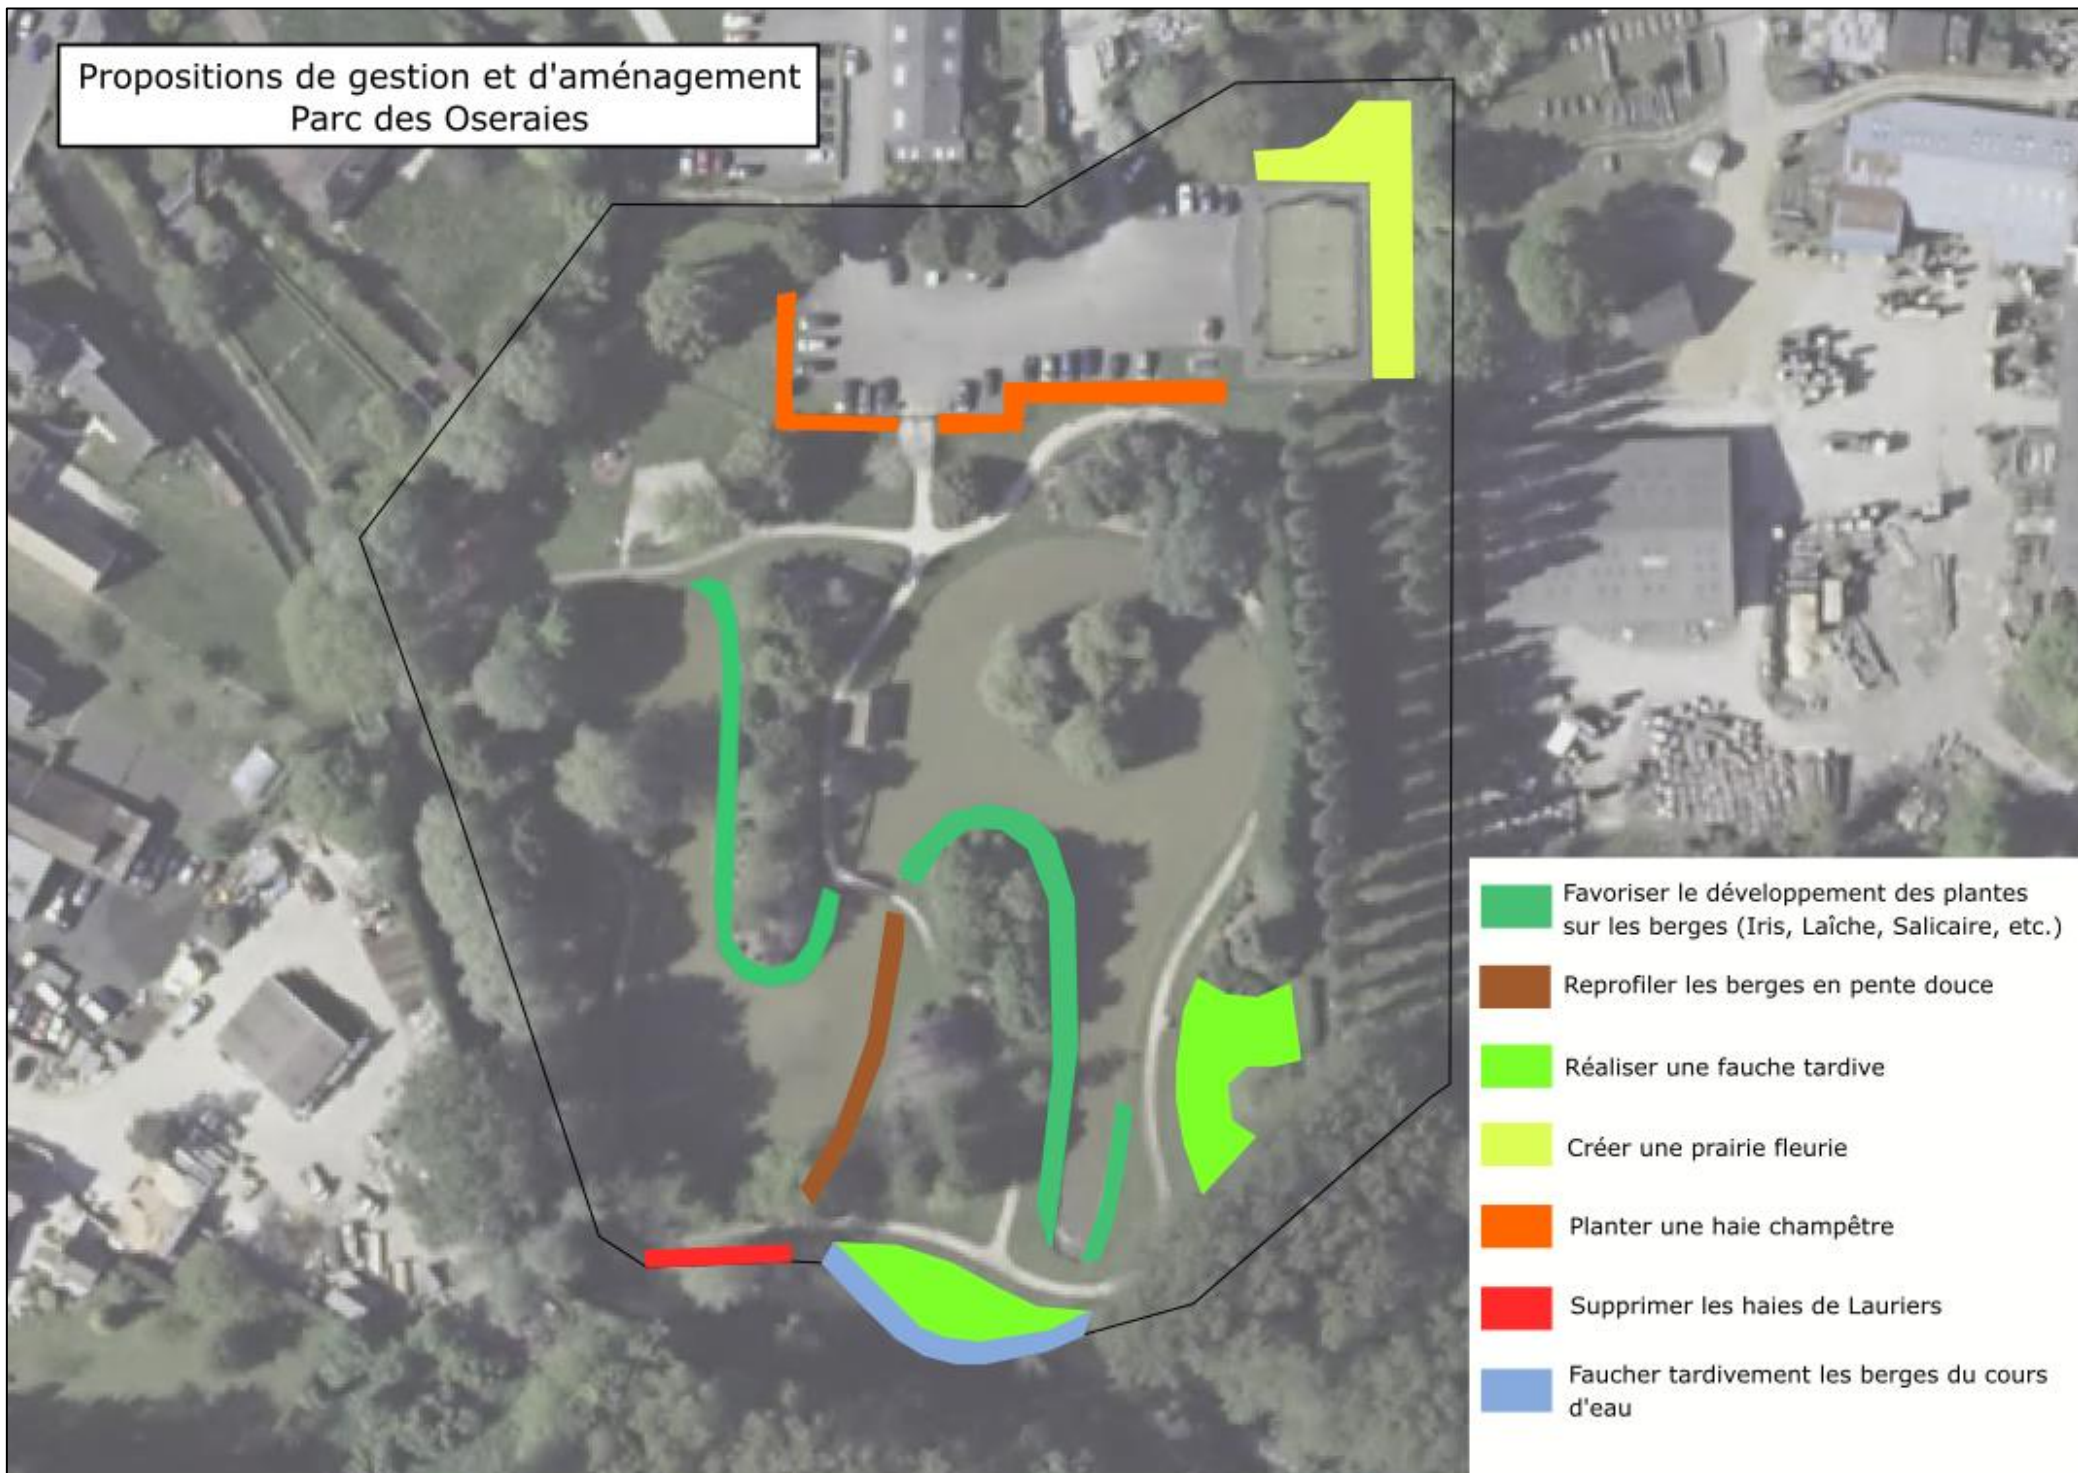 Propositions de gestion et d'aménagement
Parc des Oseraies
Favoriser le développement des plantes
sur les berges (Iris, Laîche, Salicaire, etc.)
Reprofiler les berges en pente douce
Réaliser une fauche tardive
Créer une prairie fleurie
Planter une haie champêtre
Supprimer les haies de Lauriers
Faucher tardivement les berges du cours
d'eau